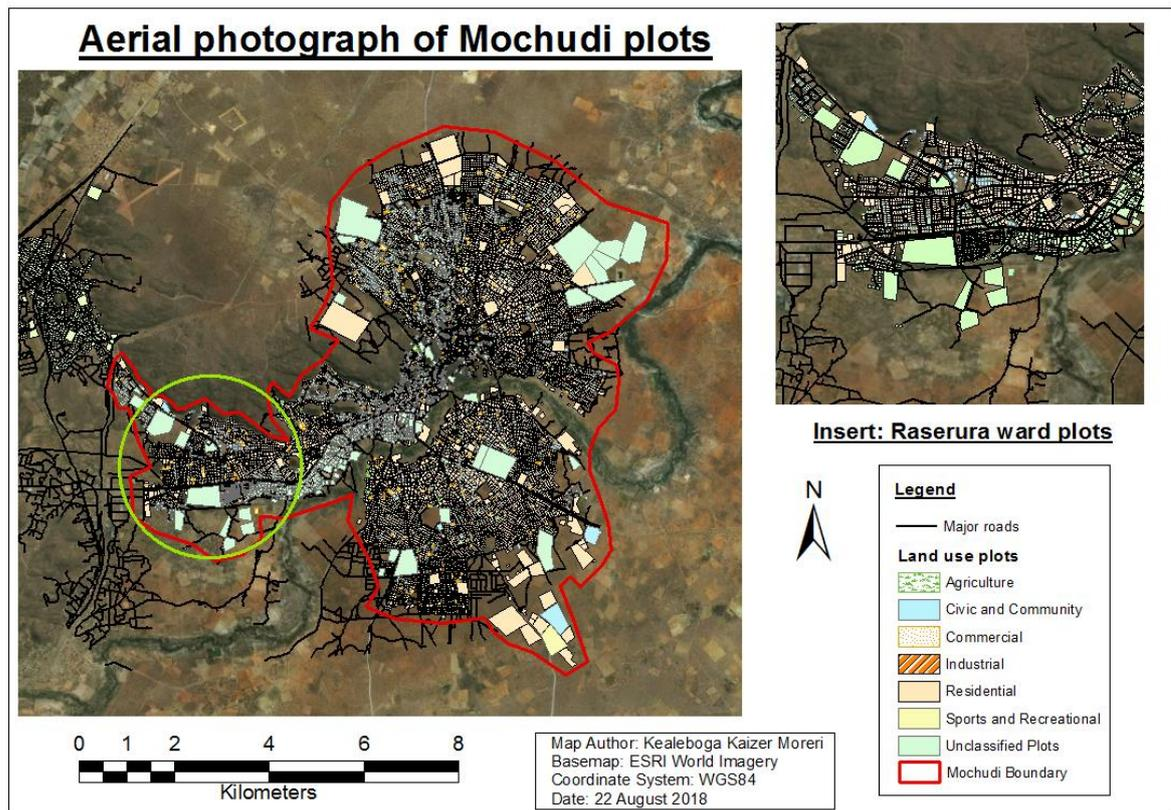 Aerial photograph of Mochudi plots
Insert: Raserura ward plots
N
Legend
Major roads
Land use plots
Agriculture
Civic and Community
Commercial
Industrial
Residential
Sports and Recreational
Unclassified Plots
Mochudi Boundary
0 1 2 4 6 8
Kilometers
Map Author: Kealeboga Kaizer Moreri
Basemap: ESRI World Imagery
Coordinate System: WGS84
Date: 22 August 2018